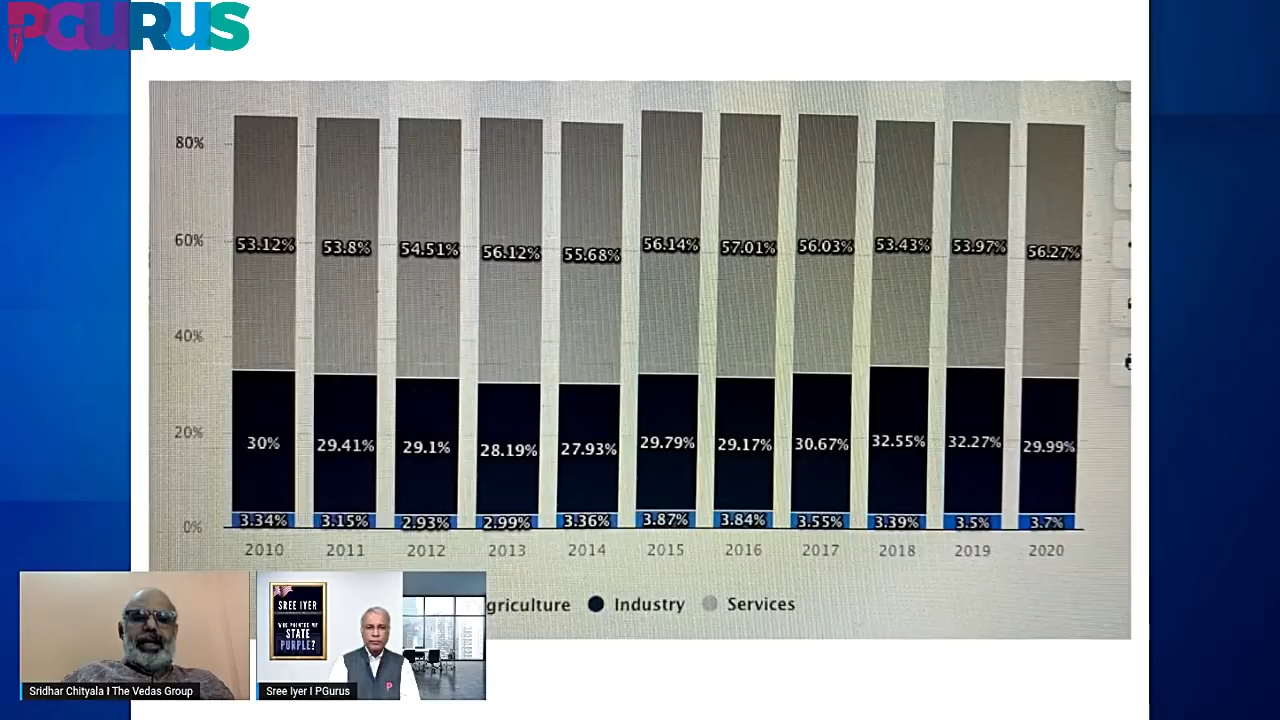 PGURUS
80%
60%
40%
20%
0%
53.12% 53.8% 54.51% 56.12% 55.68% 56.14% 57.01% 56.03% 53.43% 53.97% 56.27%
30% 29.41% 29.1% 28.19% 27.93% 29.79% 29.17% 30.67% 32.55% 32.27% 29.99%
3.34% 3.15% 2.93% 2.99% 3.36% 3.87% 3.84% 3.55% 3.39% 3.5% 3.7%
2010 2011 2012 2013 2014 2015 2016 2017 2018 2019 2020
griculture Industry Services
SREE IYER
STATE
PURPLE?
P
Sridhar Chityala I The Vedas Group
Sree Iyer I PGurus